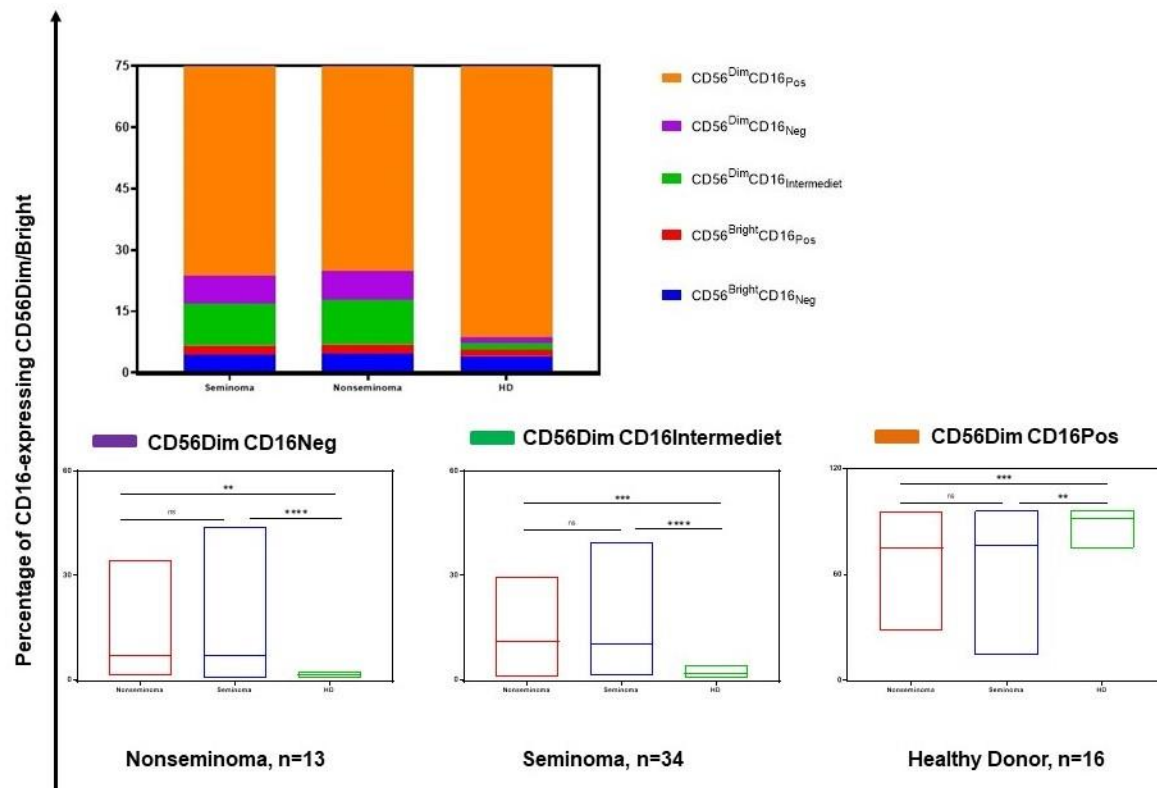 Percentage of CD16-expressing CD56Dim/Bright
75
60
45
30
15
0
Seminoma
Nonseminoma
HD
CD56DimCD16Pos
CD56DimCD16Neg
CD56DimCD16Intermediet
CD56BrightCD16Pos
CD56BrightCD16Neg
CD56Dim CD16Neg
60
30
0
**
ns
****
Nonseminoma
Seminoma
HD
CD56Dim CD16Intermediet
60
30
0
***
ns
****
Nonseminoma
Seminoma
HD
CD56Dim CD16Pos
120
60
0
***
ns
**
Nonseminoma
Seminoma
HD
Nonseminoma, n=13
Seminoma, n=34
Healthy Donor, n=16